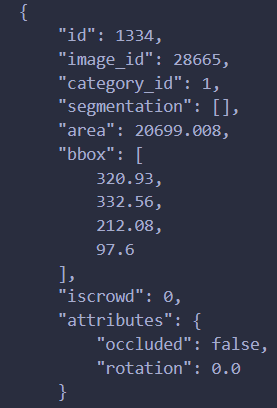 {
"id": 1334,
"image_id": 28665,
"category_id": 1,
"segmentation": [],
"area": 20699.008,
"bbox": [
320.93,
332.56,
212.08,
97.6
],
"iscrowd": 0,
"attributes": {
"occluded": false,
"rotation": 0.0
}